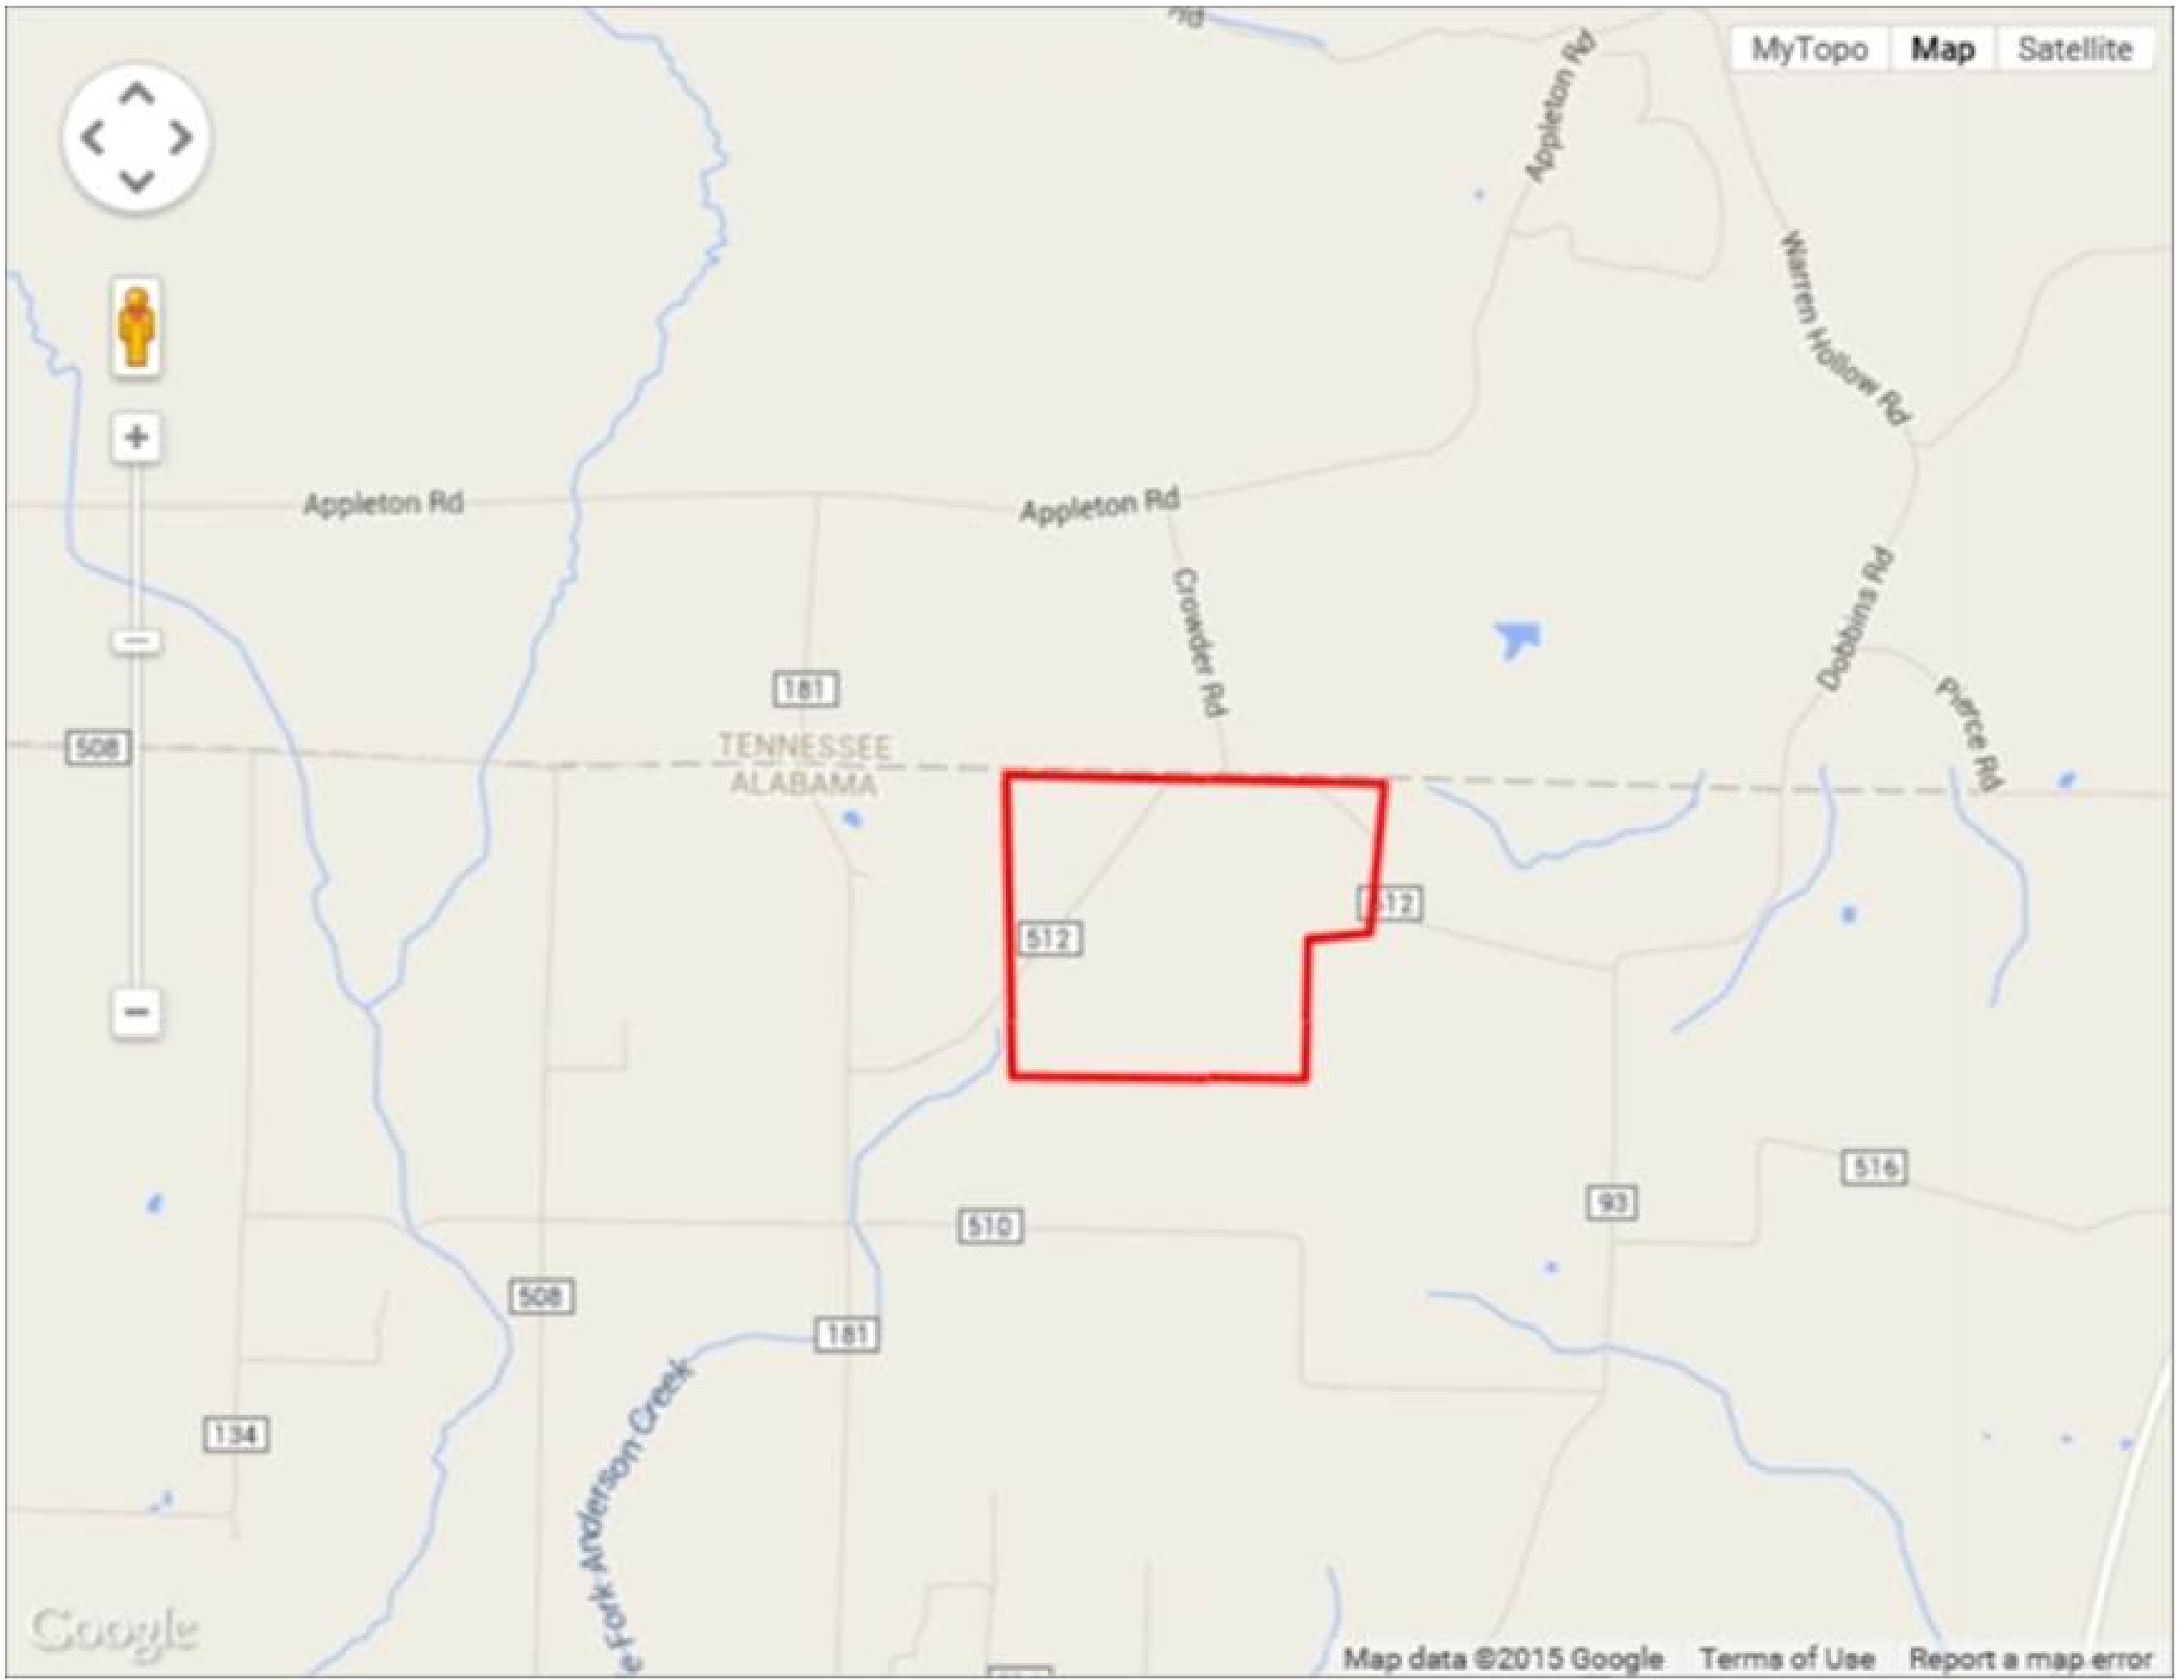 Rd
Appleton Rd
MyTopo
Map
Satellite
Warren Hollow Rd
Appleton Rd
Appleton Rd
Crowder Rd
Dobbins Rd
Pierce Rd
181
508
TENNESSEE
ALABAMA
512
512
516
93
510
508
181
134
e Fork Anderson Creek
Google
Map data ©2015 Google
Terms of Use
Report a map error